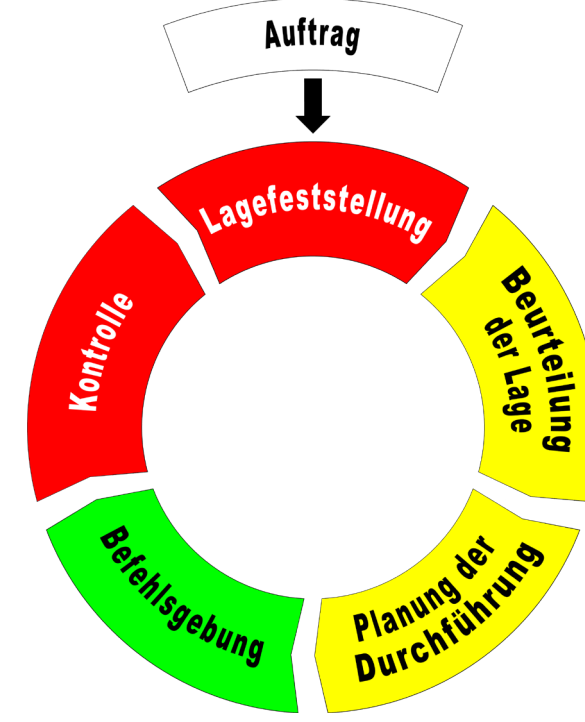 Auftrag
Lagefeststellung
Beurteilung
der Lage
Planung der
Durchführung
Befehlsgebung
Kontrolle